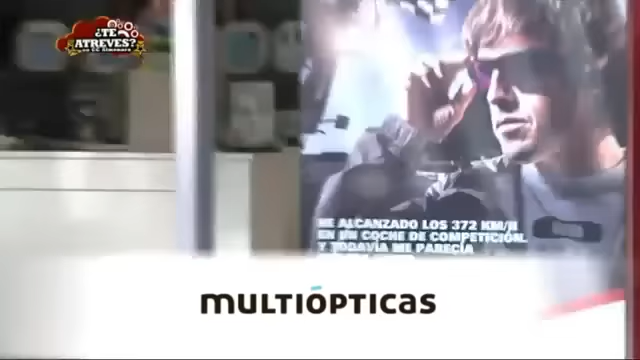 ¿TE
ATREVES?
HE ALCANZADO LOS 372 KM/H
EN UN COCHE DE COMPETICIÓN.
Y TODAVÍA ME PARECÍA
MULTIÓPTICAS